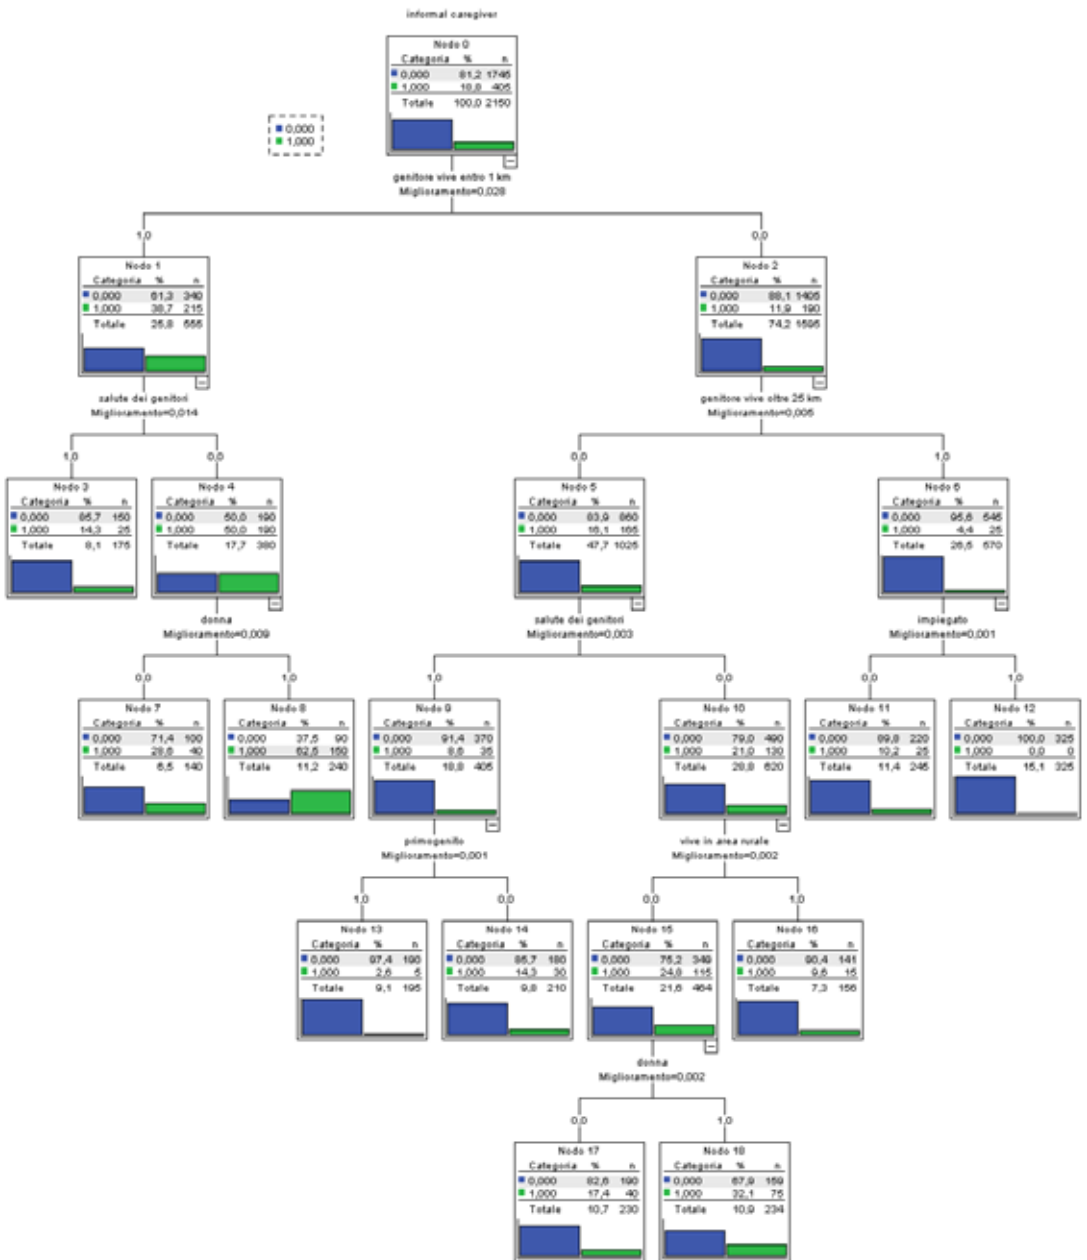 informal caregiver
Nodo 0
Categoria % n
0,000 81,2 1745
1,000 18,8 405
Totale 100,0 2150
0,000
1,000
genitore vive entro 1 km
Miglioramento=0,028
1,0
0,0
Nodo 1
Categoria % n
0,000 61,3 340
1,000 38,7 215
Totale 25,8 555
Nodo 2
Categoria % n
0,000 88,1 1405
1,000 11,9 190
Totale 74,2 1595
salute dei genitori
Miglioramento=0,014
genitore vive oltre 25 km
Miglioramento=0,005
1,0
0,0
0,0
1,0
Nodo 3
Categoria % n
0,000 85,7 150
1,000 14,3 25
Totale 8,1 175
Nodo 4
Categoria % n
0,000 50,0 190
1,000 50,0 190
Totale 17,7 380
Nodo 5
Categoria % n
0,000 83,9 860
1,000 16,1 165
Totale 47,7 1025
Nodo 6
Categoria % n
0,000 95,6 545
1,000 4,4 25
Totale 26,5 570
donna
Miglioramento=0,009
salute dei genitori
Miglioramento=0,003
impiegato
Miglioramento=0,001
0,0
1,0
1,0
0,0
0,0
1,0
Nodo 7
Categoria % n
0,000 71,4 100
1,000 28,6 40
Totale 6,5 140
Nodo 8
Categoria % n
0,000 37,5 90
1,000 62,5 150
Totale 11,2 240
Nodo 9
Categoria % n
0,000 91,4 370
1,000 8,6 35
Totale 18,8 405
Nodo 10
Categoria % n
0,000 79,0 490
1,000 21,0 130
Totale 28,8 620
Nodo 11
Categoria % n
0,000 89,8 220
1,000 10,2 25
Totale 11,4 245
Nodo 12
Categoria % n
0,000 100,0 325
1,000 0,0 0
Totale 15,1 325
primogenito
Miglioramento=0,001
vive in area rurale
Miglioramento=0,002
1,0
0,0
0,0
1,0
Nodo 13
Categoria % n
0,000 97,4 190
1,000 2,6 5
Totale 9,1 195
Nodo 14
Categoria % n
0,000 85,7 180
1,000 14,3 30
Totale 9,8 210
Nodo 15
Categoria % n
0,000 75,2 349
1,000 24,8 115
Totale 21,6 464
Nodo 16
Categoria % n
0,000 90,4 141
1,000 9,6 15
Totale 7,3 156
donna
Miglioramento=0,002
0,0
1,0
Nodo 17
Categoria % n
0,000 82,6 190
1,000 17,4 40
Totale 10,7 230
Nodo 18
Categoria % n
0,000 67,9 159
1,000 32,1 75
Totale 10,9 234